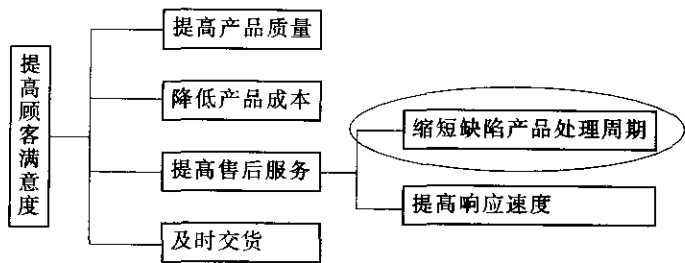 提高顾客满意度
提高产品质量
降低产品成本
提高售后服务
及时交货
缩短缺陷产品处理周期
提高响应速度